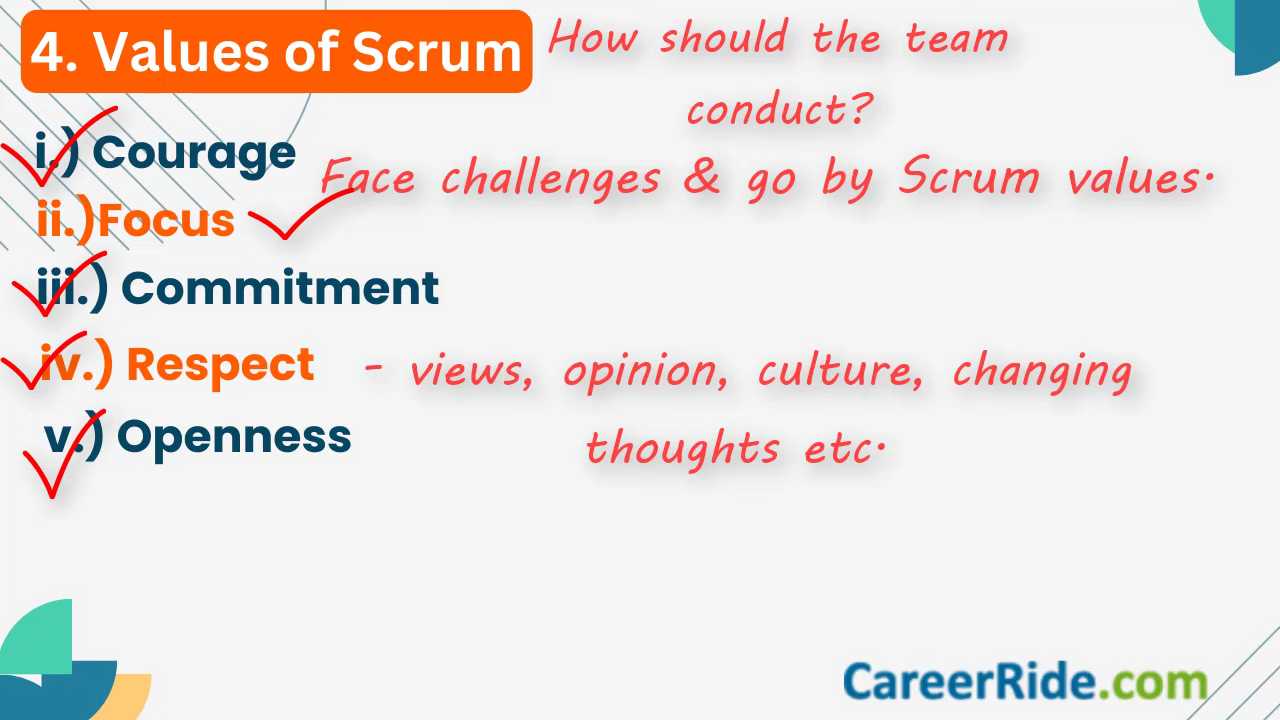 4. Values of Scrum How should the team
conduct?
i.) Courage
Face challenges & go by Scrum values.
ii.)Focus
iii.) Commitment
iv.) Respect - views, opinion, culture, changing
thoughts etc.
v.) Openness
CareerRide.com